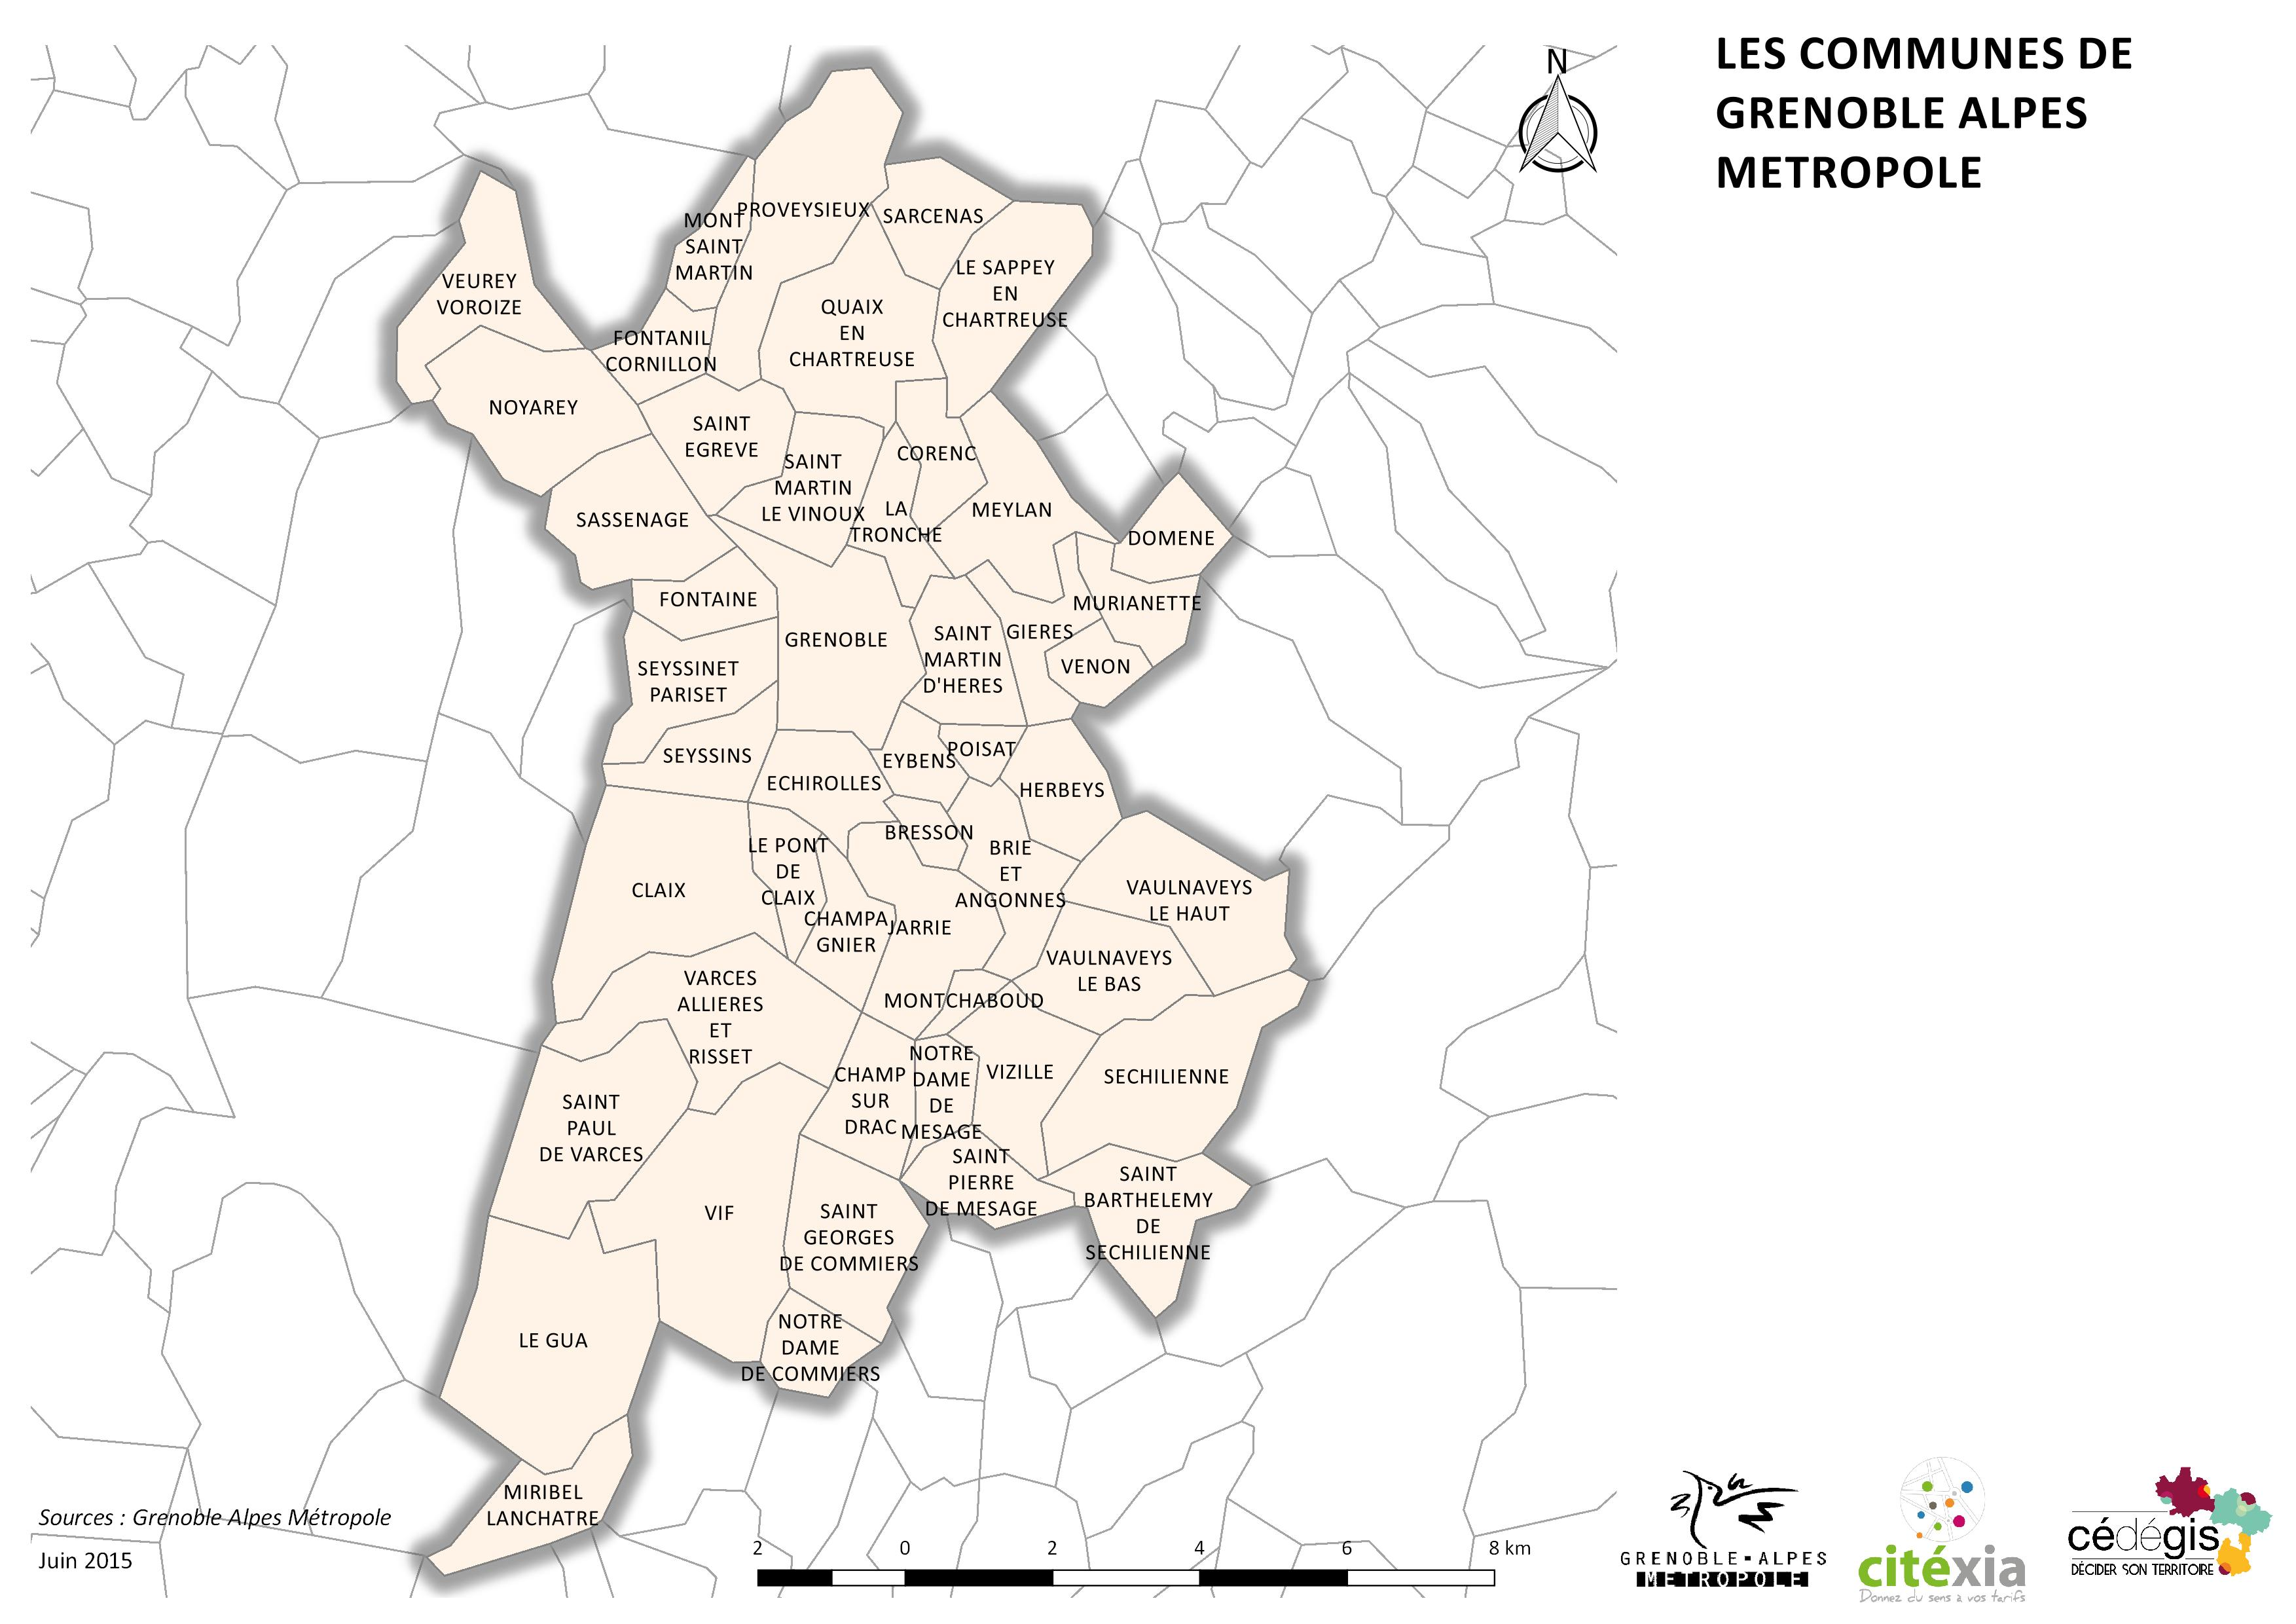 LES COMMUNES DE
GRENOBLE ALPES
METROPOLE
N
PROVEYSIEUX
SARCENAS
MONT
SAINT
MARTIN
LE SAPPEY
EN
CHARTREUSE
VEUREY
VOROIZE
QUAIX
EN
CHARTREUSE
FONTANIL
CORNILLON
NOYAREY
SAINT
EGREVE
CORENC
SAINT
MARTIN
LE VINOUX
LA
TRONCHE
MEYLAN
SASSENAGE
DOMENE
FONTAINE
MURIANETTE
GRENOBLE
SAINT
MARTIN
D'HERES
GIERES
VENON
SEYSSINET
PARISET
SEYSSINS
EYBENS
POISAT
ECHIROLLES
HERBEYS
BRESSON
LE PONT
DE
CLAIX
BRIE
ET
ANGONNES
CLAIX
VAULNAVEYS
LE HAUT
CHAMPA
GNIER
JARRIE
VAULNAVEYS
LE BAS
VARCES
ALLIERES
ET
RISSET
MONTCHABOUD
NOTRE
DAME
DE
MESAGE
VIZILLE
SECHILIENNE
CHAMP
SUR
DRAC
SAINT
PAUL
DE VARCES
SAINT
PIERRE
DE MESAGE
SAINT
BARTHELEMY
DE
SECHILIENNE
VIF
SAINT
GEORGES
DE COMMIERS
LE GUA
NOTRE
DAME
DE COMMIERS
MIRIBEL
LANCHATRE
Sources : Grenoble Alpes Métropole
Juin 2015
2 0 2 4 6 8 km
GRENOBLE-ALPES
METROPOLE
citéxia
Donnez du sens à vos tarifs
cédégis
DÉCIDER SON TERRITOIRE